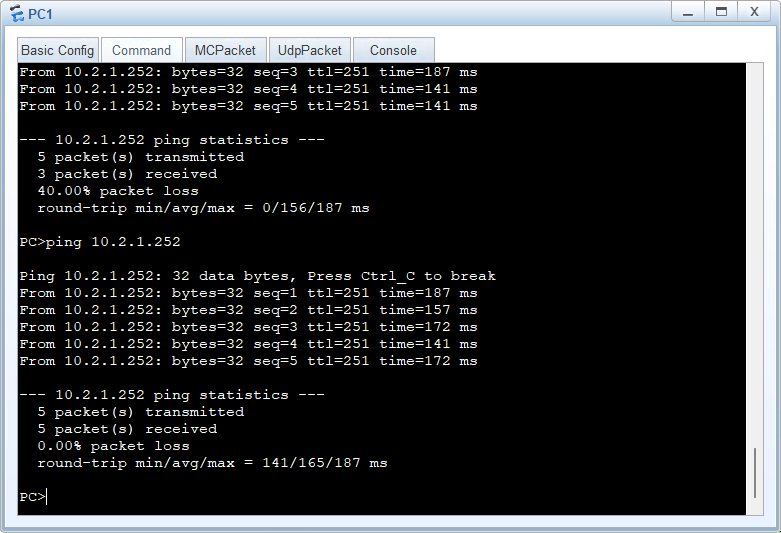 PC1
Basic Config Command MCPacket UdpPacket Console
From 10.2.1.252: bytes=32 seq=3 ttl=251 time=187 ms
From 10.2.1.252: bytes=32 seq=4 ttl=251 time=141 ms
From 10.2.1.252: bytes=32 seq=5 ttl=251 time=141 ms
--- 10.2.1.252 ping statistics ---
5 packet(s) transmitted
3 packet(s) received
40.00% packet loss
round-trip min/avg/max = 0/156/187 ms
PC>ping 10.2.1.252
Ping 10.2.1.252: 32 data bytes, Press Ctrl_C to break
From 10.2.1.252: bytes=32 seq=1 ttl=251 time=187 ms
From 10.2.1.252: bytes=32 seq=2 ttl=251 time=157 ms
From 10.2.1.252: bytes=32 seq=3 ttl=251 time=172 ms
From 10.2.1.252: bytes=32 seq=4 ttl=251 time=141 ms
From 10.2.1.252: bytes=32 seq=5 ttl=251 time=172 ms
--- 10.2.1.252 ping statistics ---
5 packet(s) transmitted
5 packet(s) received
0.00% packet loss
round-trip min/avg/max = 141/165/187 ms
PC>